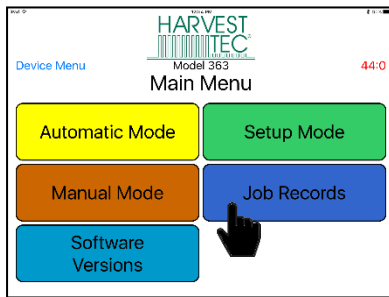 HARVEST
TEC
Device Menu
Model 363
44:0
Main Menu
Automatic Mode
Setup Mode
Manual Mode
Job Records
Software
Versions